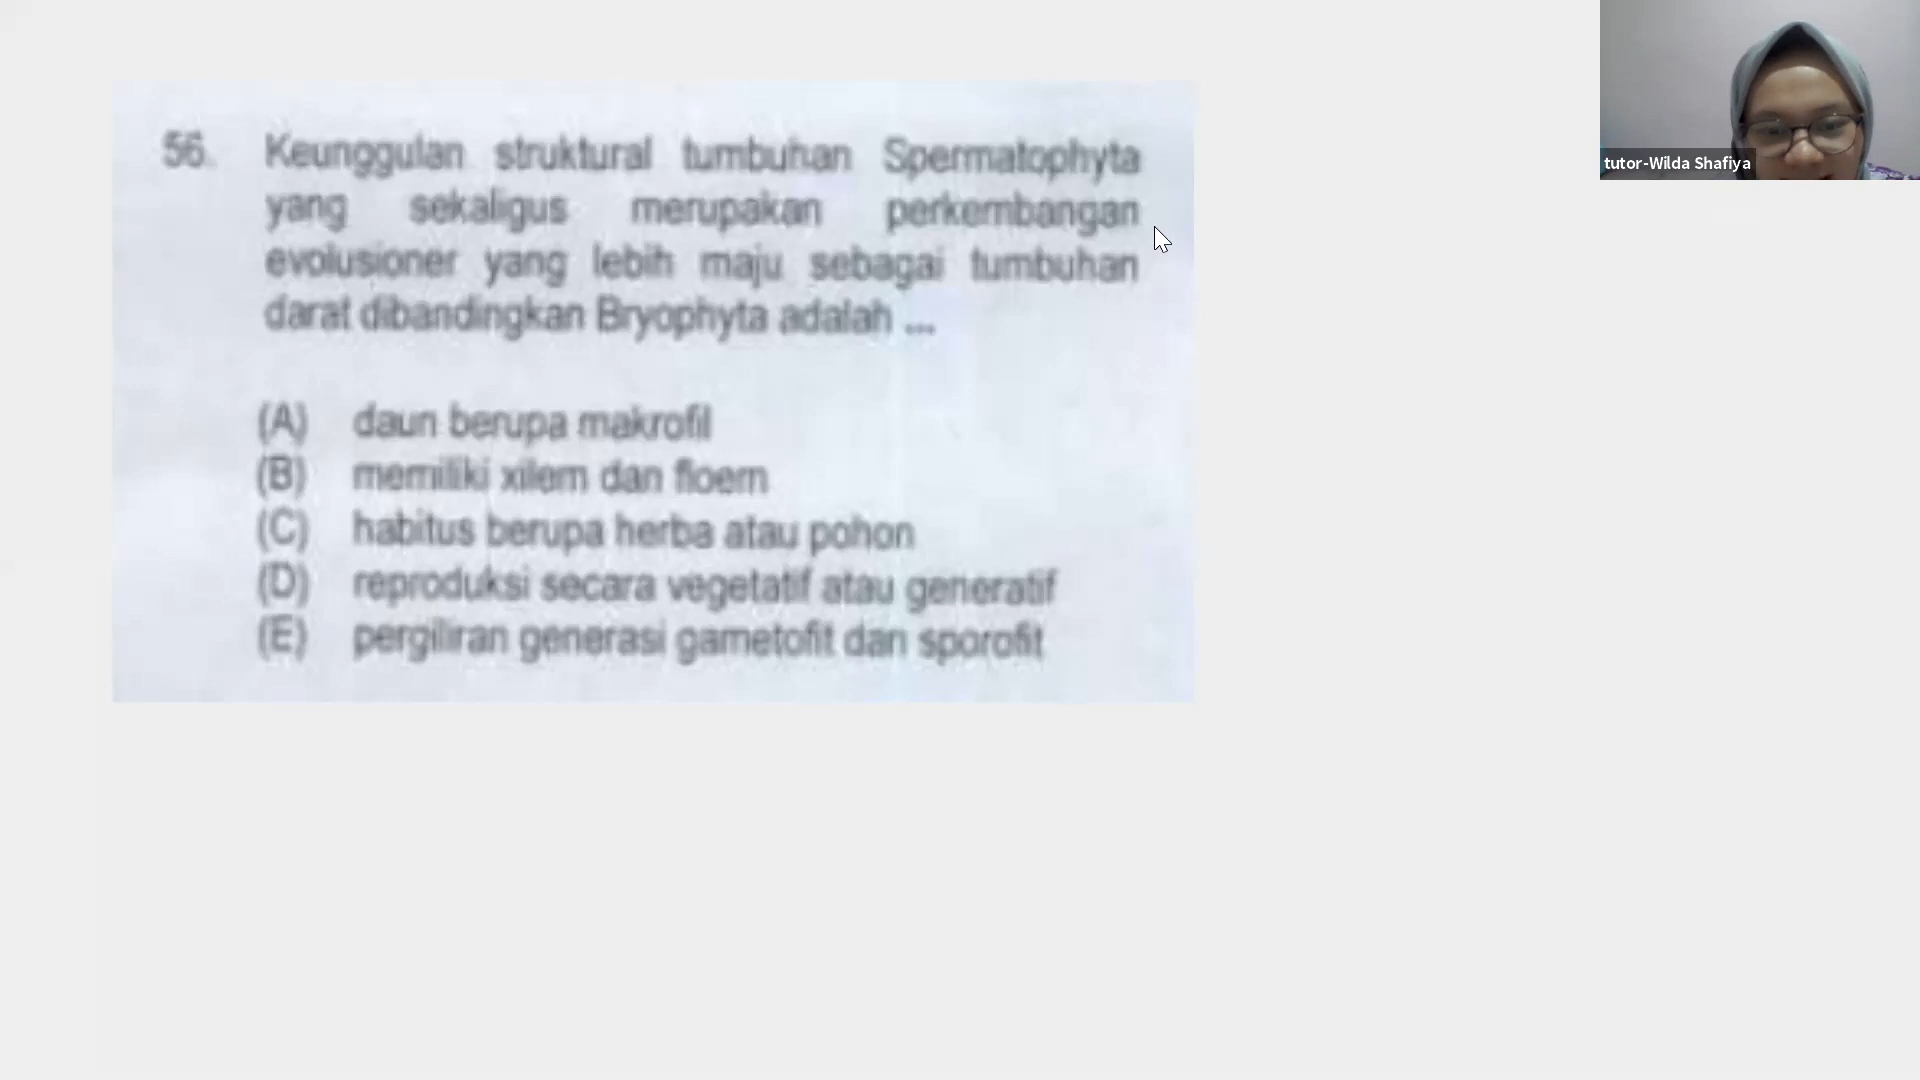 56. Keunggulan struktural tumbuhan Spermatophyta
yang sekaligus merupakan perkembangan
evolusioner yang lebih maju sebagai tumbuhan
darat dibandingkan Bryophyta adalah ...
(A) daun berupa makrofil
(B) memiliki xilem dan floem
(C) habitus berupa herba atau pohon
(D) reproduksi secara vegetatif atau generatif
(E) pergiliran generasi gametofit dan sporofit
tutor-Wilda Shafiya